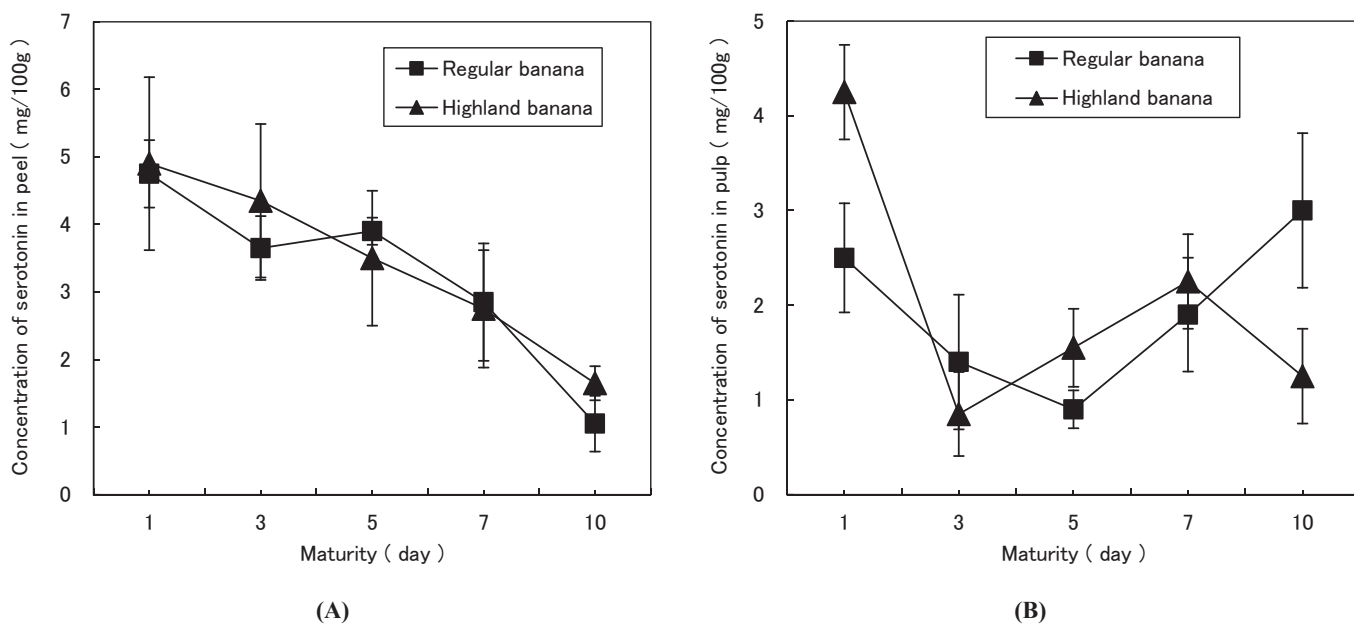 7
6
5
4
3
2
1
0
Concentration of serotonin in peel ( mg/100g )
Regular banana
Highland banana
1 3 5 7 10
Maturity ( day )
(A)
5
4
3
2
1
0
Concentration of serotonin in pulp ( mg/100g )
Regular banana
Highland banana
1 3 5 7 10
Maturity ( day )
(B)